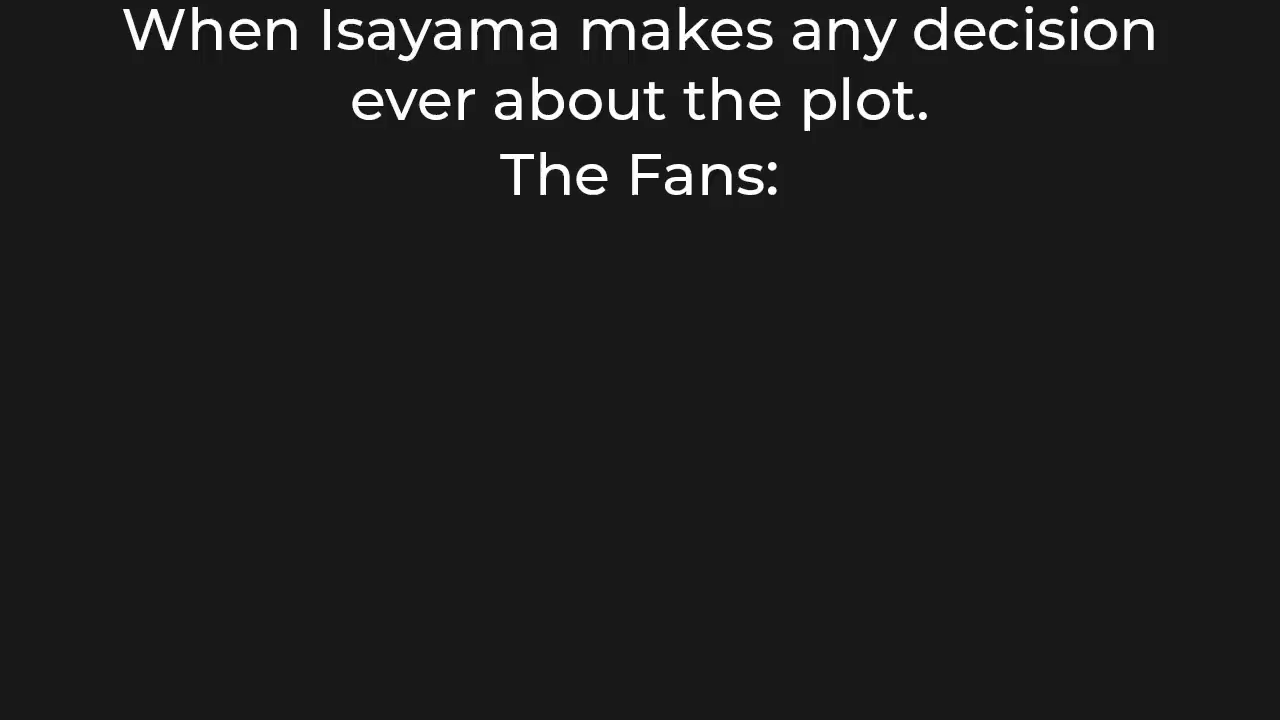 When Isayama makes any decision
ever about the plot.
The Fans: